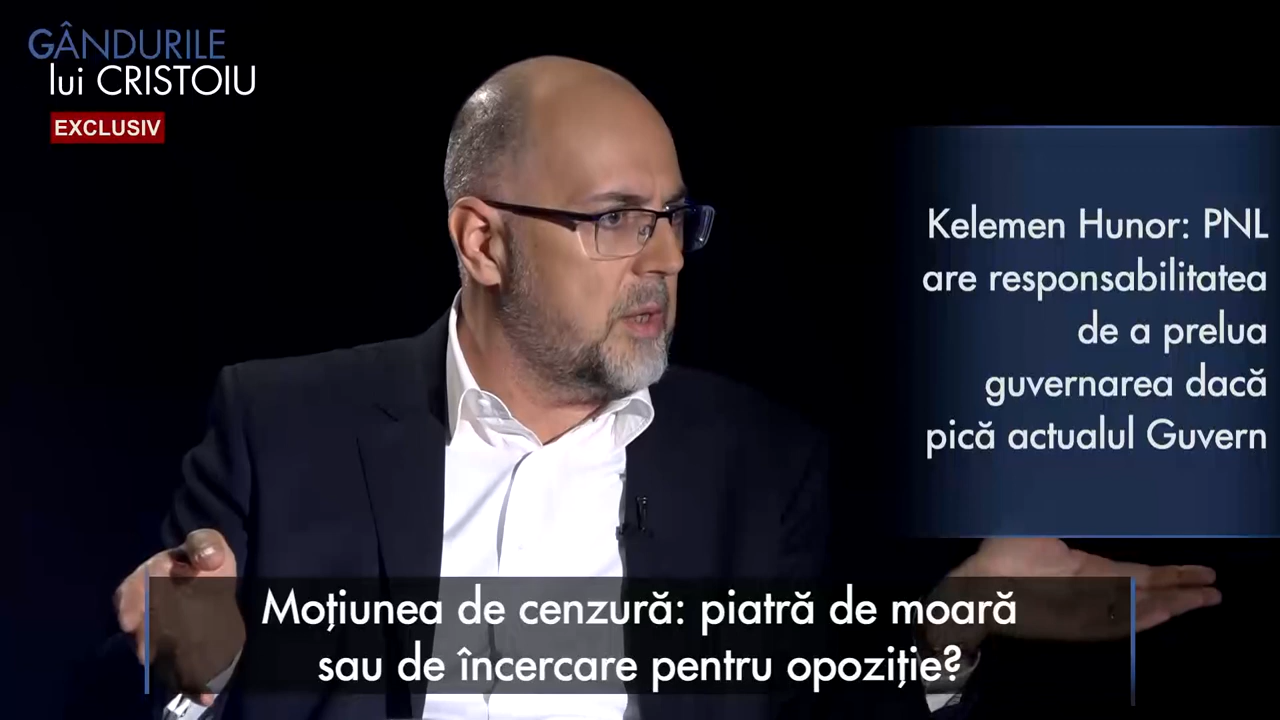 GÂNDURILE
lui CRISTOIU
EXCLUSIV
Kelemen Hunor: PNL
are responsabilitatea
de a prelua
guvernarea dacă
pică actualul Guvern
Moțiunea de cenzură: piatră de moară
sau de încercare pentru opoziție?